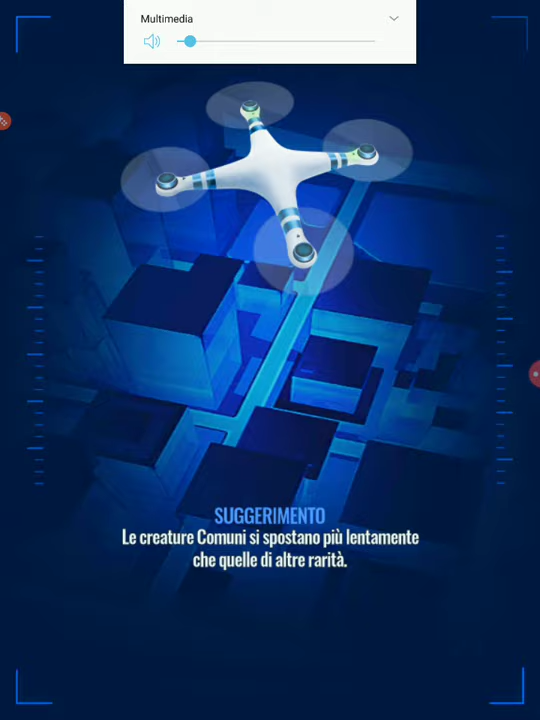 Multimedia
SUGGERIMENTO
Le creature Comuni si spostano più lentamente
che quelle di altre rarità.